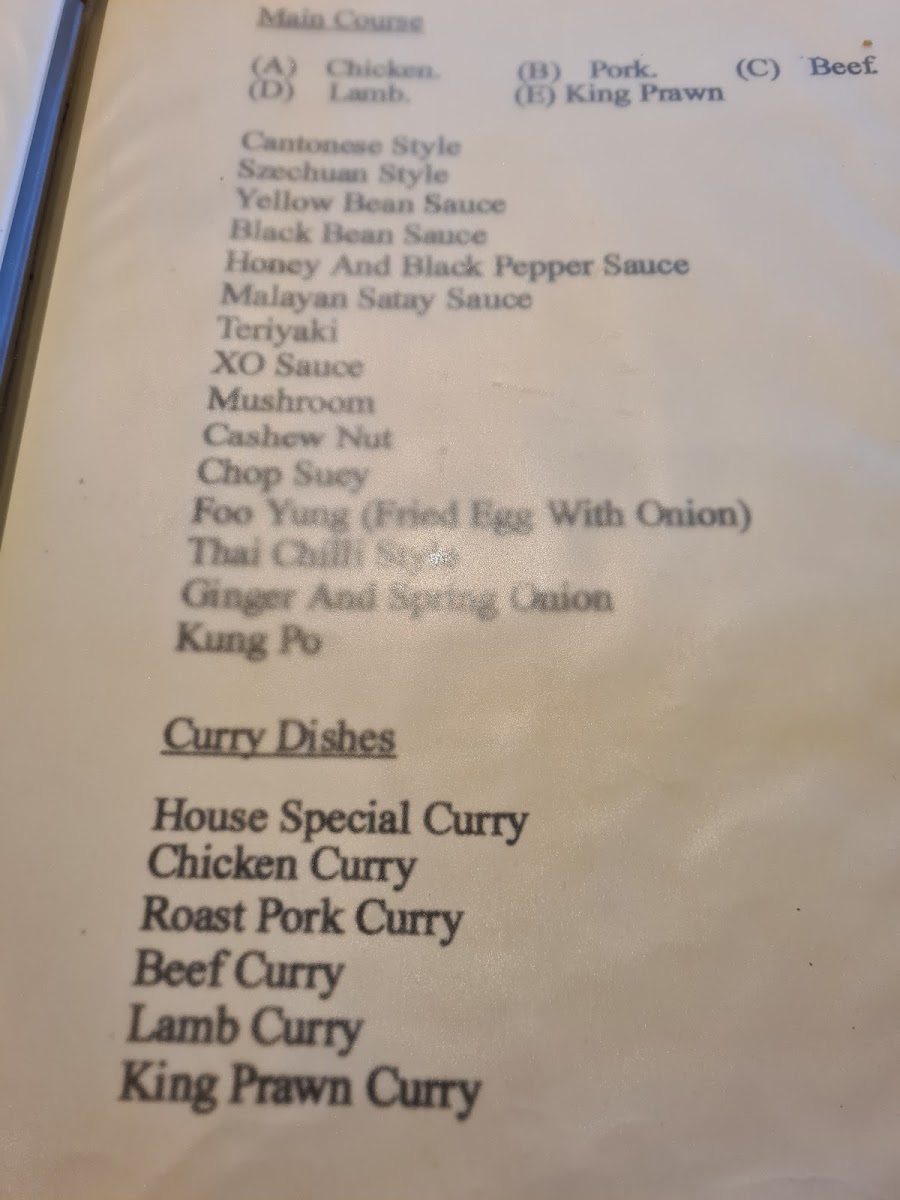 Main Course
(A) Chicken. (B) Pork. (C) Beef.
(D) Lamb. (E) King Prawn
Cantonese Style
Szechuan Style
Yellow Bean Sauce
Black Bean Sauce
Honey And Black Pepper Sauce
Malayan Satay Sauce
Teriyaki
XO Sauce
Mushroom
Cashew Nut
Chop Suey
Foo Yung (Fried Egg With Onion)
Thai Chilli Style
Ginger And Spring Onion
Kung Po
Curry Dishes
House Special Curry
Chicken Curry
Roast Pork Curry
Beef Curry
Lamb Curry
King Prawn Curry